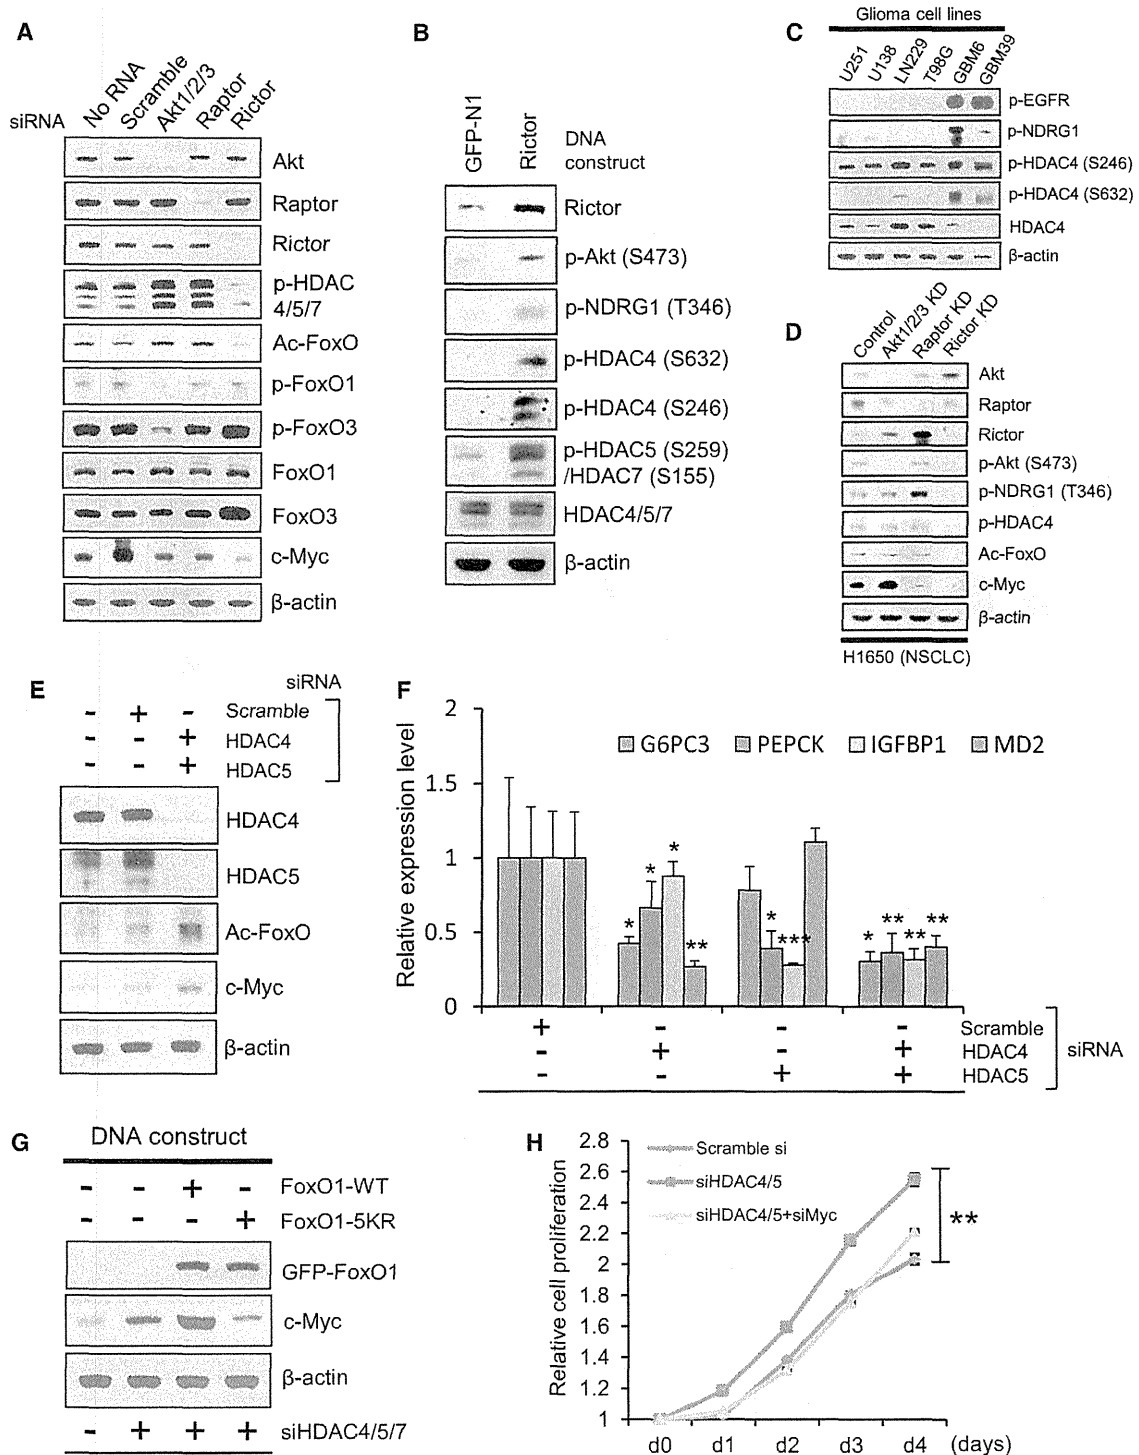 A
siRNA
No RNA
Scramble
Akt1/2/3
Raptor
Rictor
Akt
Raptor
Rictor
p-HDAC
4/5/7
Ac-FoxO
p-FoxO1
p-FoxO3
FoxO1
FoxO3
c-Myc
β-actin
B
GFP-N1
Rictor
DNA
construct
Rictor
p-Akt (S473)
p-NDRG1 (T346)
p-HDAC4 (S632)
p-HDAC4 (S246)
p-HDAC5 (S259)
/HDAC7 (S155)
HDAC4/5/7
β-actin
C
Glioma cell lines
U251
U138
LN229
T98G
GBM6
GBM39
p-EGFR
p-NDRG1
p-HDAC4 (S246)
p-HDAC4 (S632)
HDAC4
β-actin
D
Control
Akt1/2/3 KD
Raptor KD
Rictor KD
Akt
Raptor
Rictor
p-Akt (S473)
p-NDRG1 (T346)
p-HDAC4
Ac-FoxO
c-Myc
β-actin
H1650 (NSCLC)
E
siRNA
- + - Scramble
- - + HDAC4
- - + HDAC5
HDAC4
HDAC5
Ac-FoxO
c-Myc
β-actin
F
Relative expression level
2
1.5
1
0.5
0
G6PC3 PEPCK IGFBP1 MD2
* * * **
* ***
* ** ** **
+ - - - Scramble
- + - + HDAC4
- - + + HDAC5
siRNA
G
DNA construct
- - + - FoxO1-WT
- - - + FoxO1-5KR
GFP-FoxO1
c-Myc
β-actin
- + + + siHDAC4/5/7
H
Relative cell proliferation
2.8
2.6
2.4
2.2
2
1.8
1.6
1.4
1.2
1
Scramble si
siHDAC4/5
siHDAC4/5+siMyc
**
d0 d1 d2 d3 d4 (days)